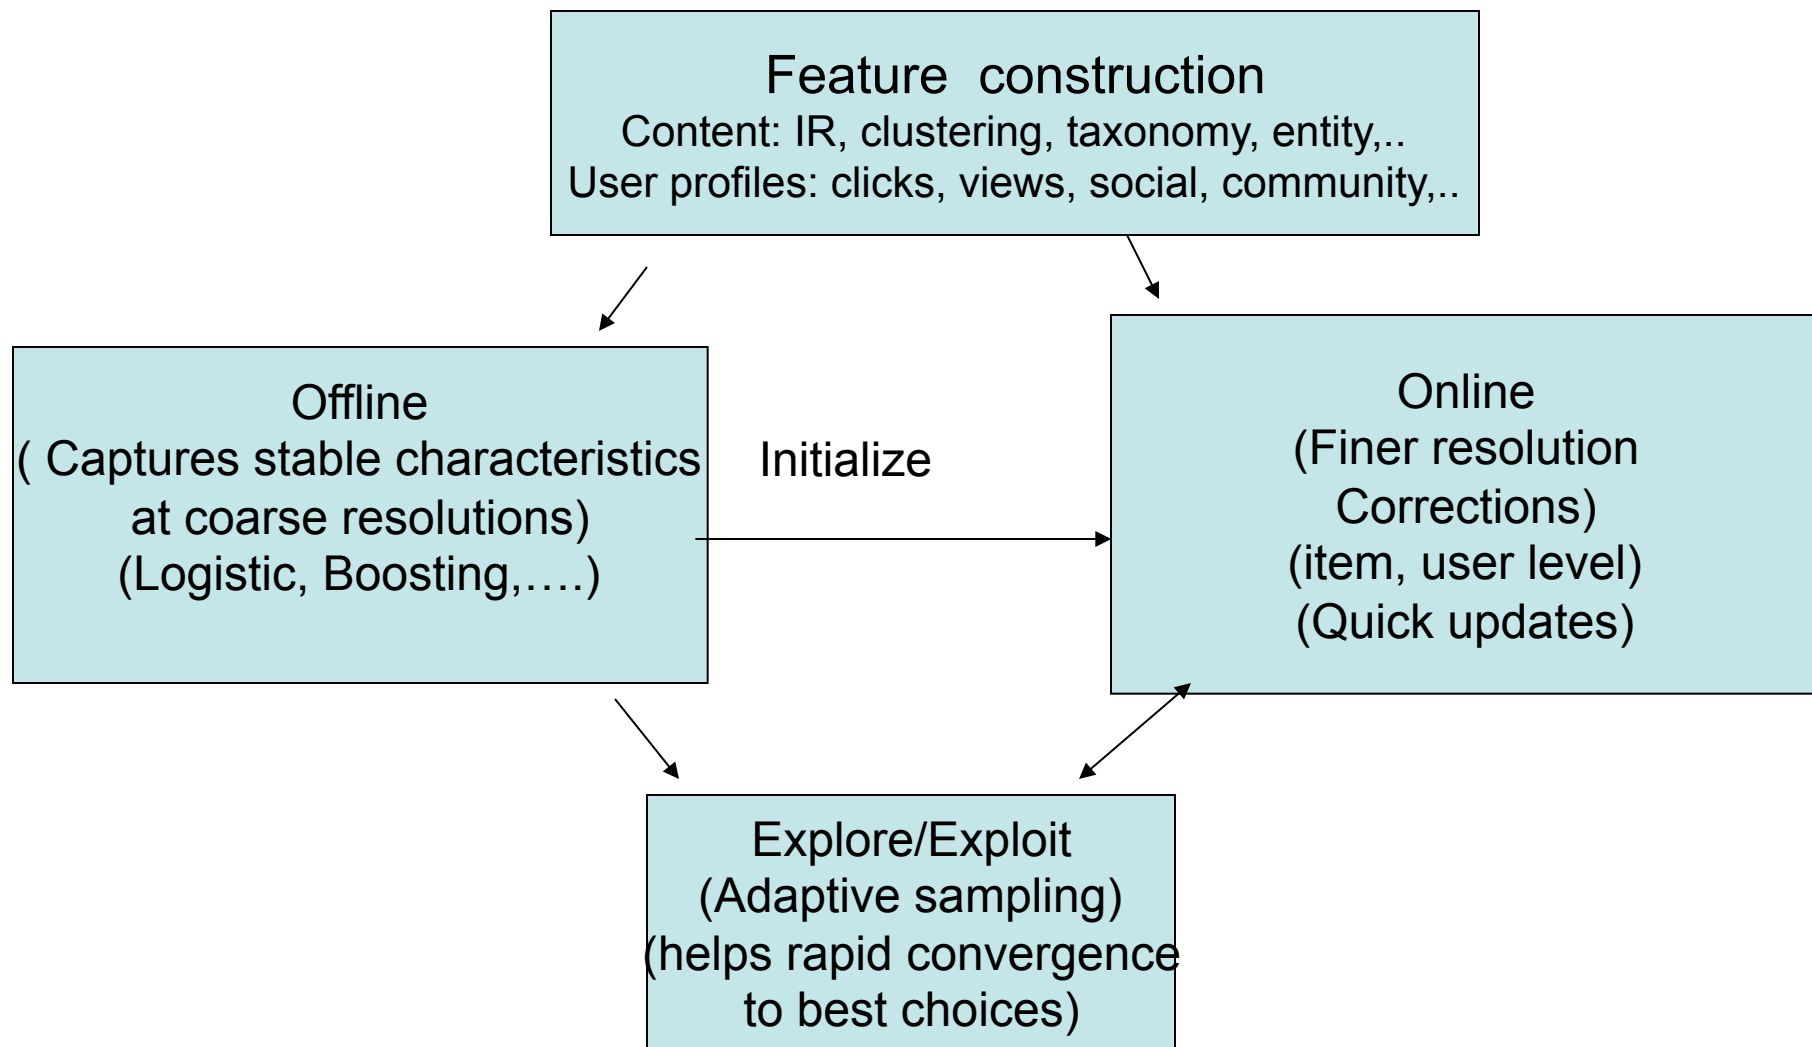 Feature construction
Content: IR, clustering, taxonomy, entity,..
User profiles: clicks, views, social, community,..
Offline
( Captures stable characteristics
at coarse resolutions)
(Logistic, Boosting,....)
Initialize
Online
(Finer resolution
Corrections)
(item, user level)
(Quick updates)
Explore/Exploit
(Adaptive sampling)
(helps rapid convergence
to best choices)